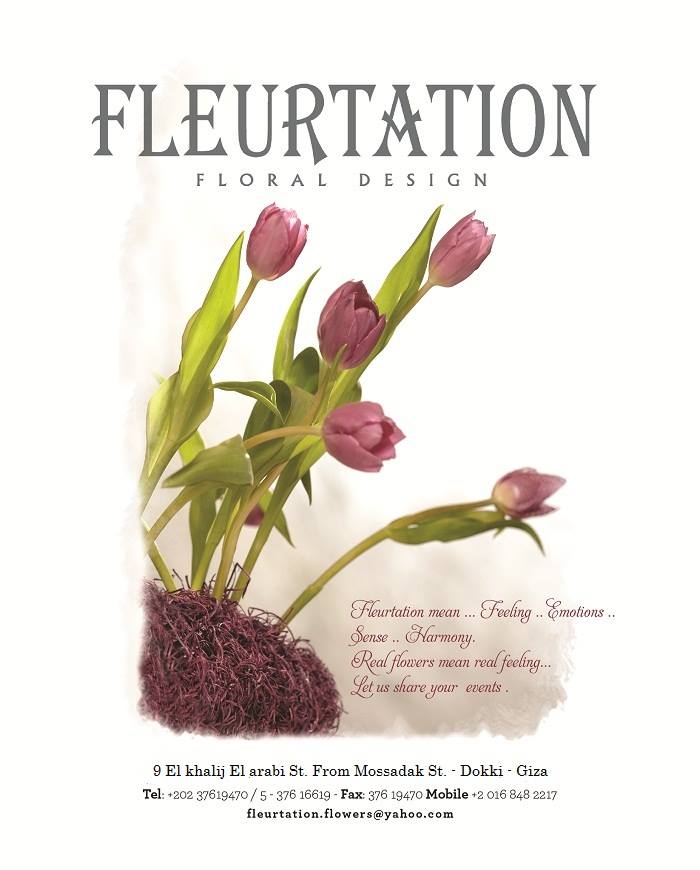 FLEURTATION
FLORAL DESIGN
Fleurtation mean ... Feeling .. Emotions ..
Sense .. Harmony.
Real flowers mean real feeling...
Let us share your events .
9 El khalij El arabi St. From Mossadak St. - Dokki - Giza
Tel: +202 37619470 / 5 - 376 16619 - Fax: 376 19470 Mobile +2 016 848 2217
fleurtation.flowers@yahoo.com